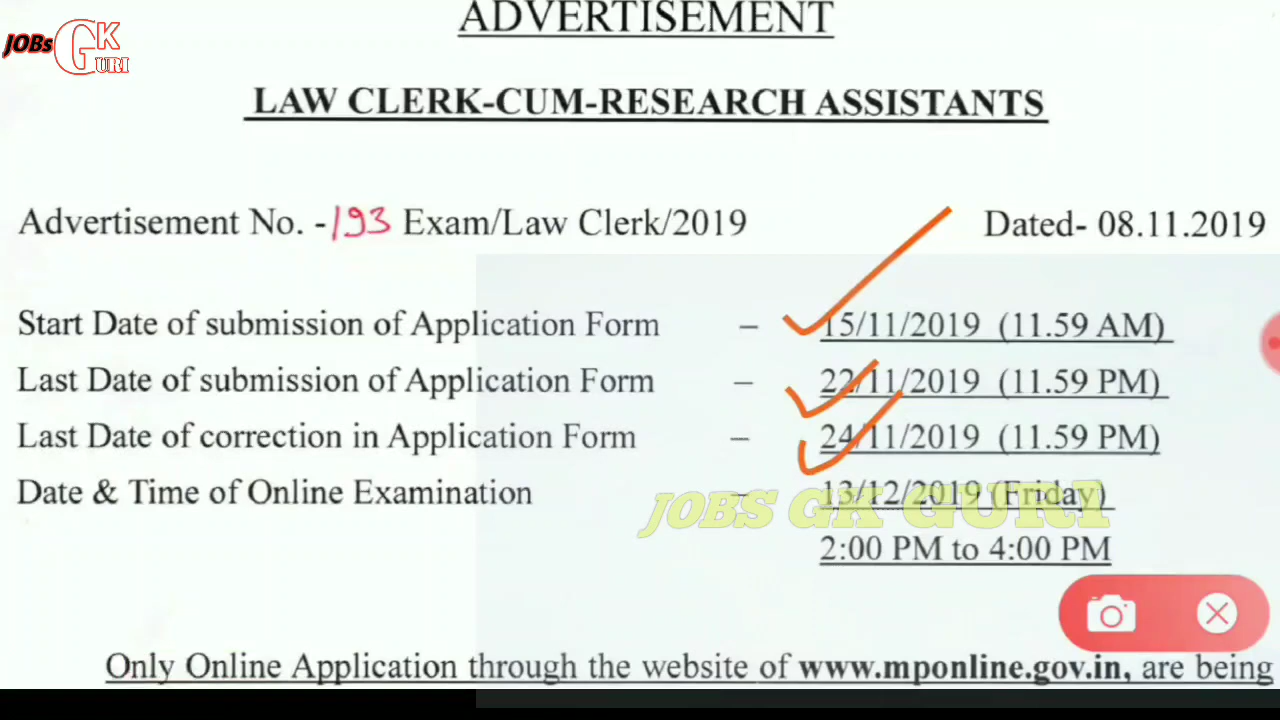 ADVERTISEMENT
JOBs GK GURI
LAW CLERK-CUM-RESEARCH ASSISTANTS
Advertisement No. -193 Exam/Law Clerk/2019 Dated- 08.11.2019
Start Date of submission of Application Form – 15/11/2019 (11.59 AM)
Last Date of submission of Application Form – 22/11/2019 (11.59 PM)
Last Date of correction in Application Form – 24/11/2019 (11.59 PM)
Date & Time of Online Examination – 13/12/2019 (Friday)
JOBS GK GURI
2:00 PM to 4:00 PM
Only Online Application through the website of www.mponline.gov.in, are being